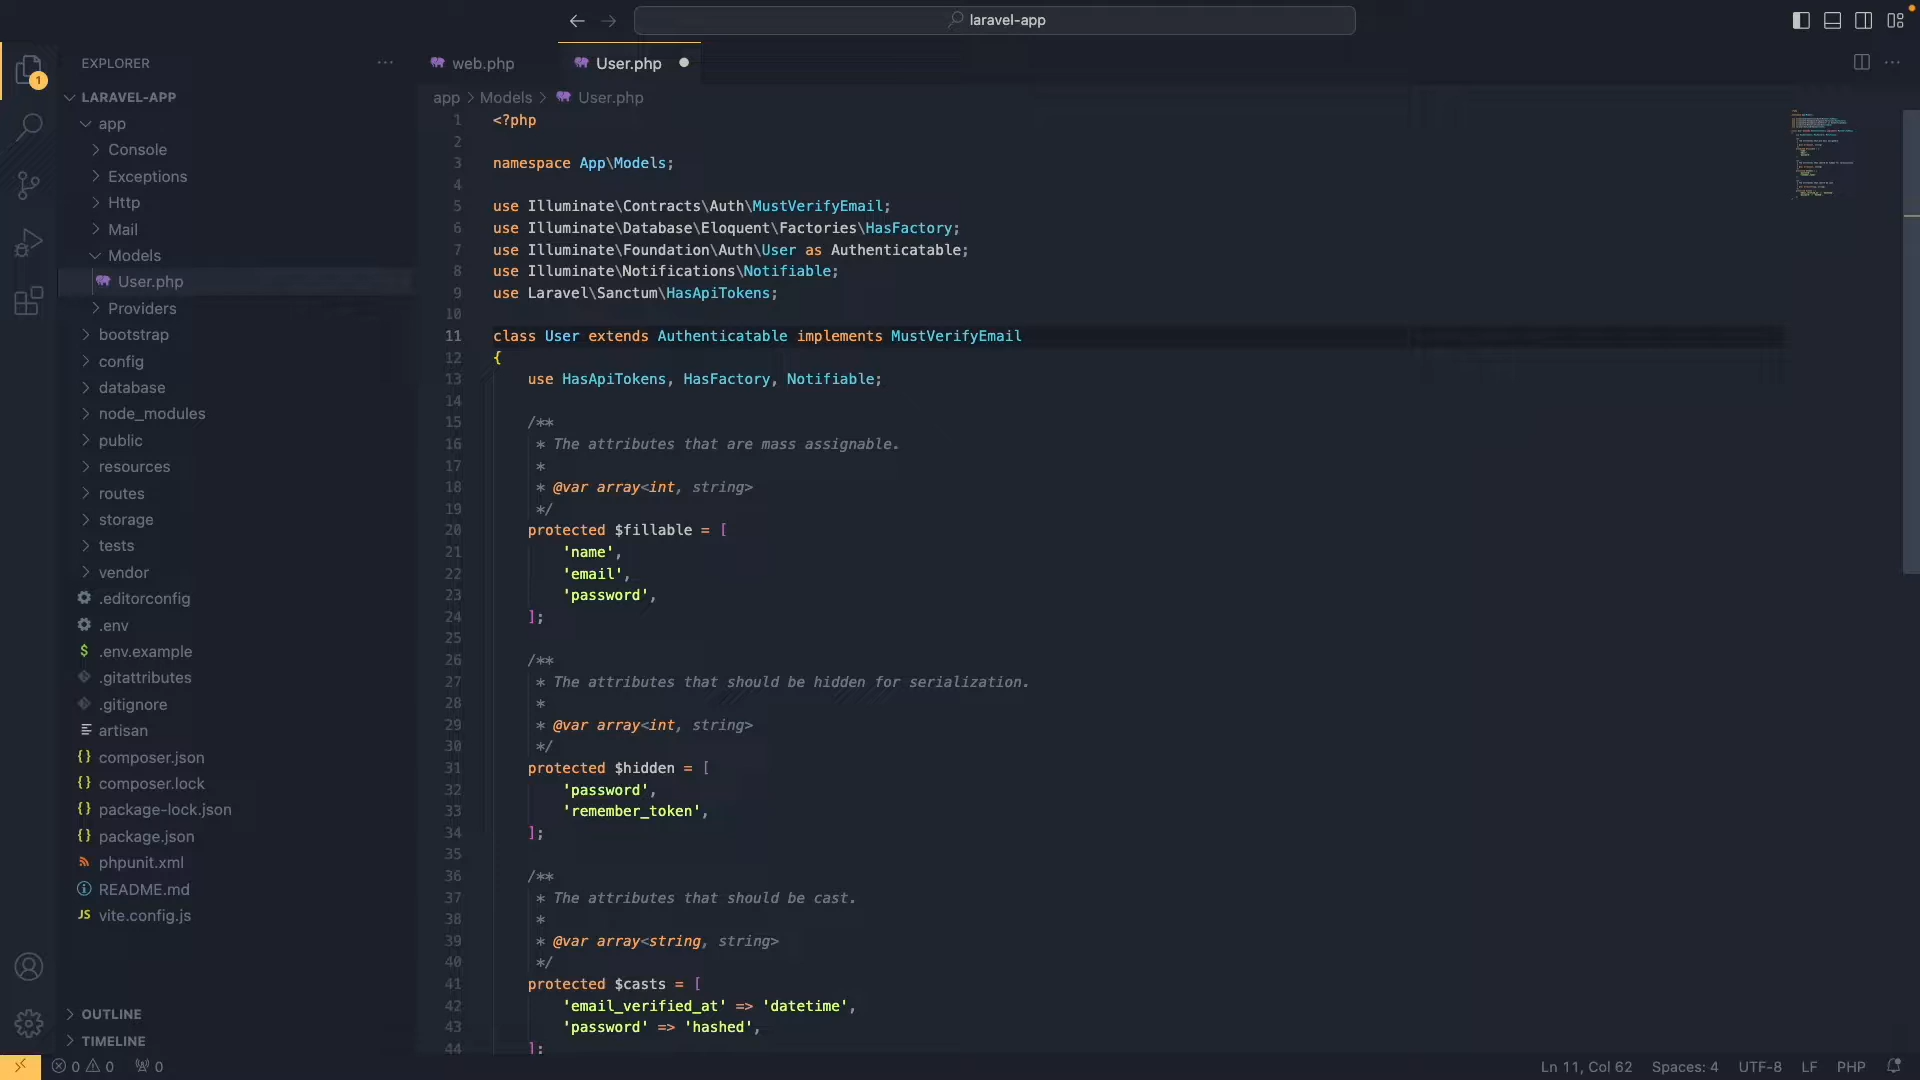 laravel-app
1
EXPLORER
LARAVEL-APP
app
Console
Exceptions
Http
Mail
Models
User.php
Providers
bootstrap
config
database
node_modules
public
resources
routes
storage
tests
vendor
.editorconfig
.env
$ .env.example
.gitattributes
.gitignore
artisan
{} composer.json
{} composer.lock
{} package-lock.json
{} package.json
phpunit.xml
README.md
JS vite.config.js
OUTLINE
TIMELINE
web.php User.php
app > Models > User.php
1 <?php
2
3 namespace App\Models;
4
5 use Illuminate\Contracts\Auth\MustVerifyEmail;
6 use Illuminate\Database\Eloquent\Factories\HasFactory;
7 use Illuminate\Foundation\Auth\User as Authenticatable;
8 use Illuminate\Notifications\Notifiable;
9 use Laravel\Sanctum\HasApiTokens;
10
11 class User extends Authenticatable implements MustVerifyEmail
12 {
13     use HasApiTokens, HasFactory, Notifiable;
14
15     /**
16      * The attributes that are mass assignable.
17      *
18      * @var array<int, string>
19      */
20     protected $fillable = [
21         'name',
22         'email',
23         'password',
24     ];
25
26     /**
27      * The attributes that should be hidden for serialization.
28      *
29      * @var array<int, string>
30      */
31     protected $hidden = [
32         'password',
33         'remember_token',
34     ];
35
36     /**
37      * The attributes that should be cast.
38      *
39      * @var array<string, string>
40      */
41     protected $casts = [
42         'email_verified_at' => 'datetime',
43         'password' => 'hashed',
44     ];
0 0 0 Ln 11, Col 62 Spaces: 4 UTF-8 LF PHP